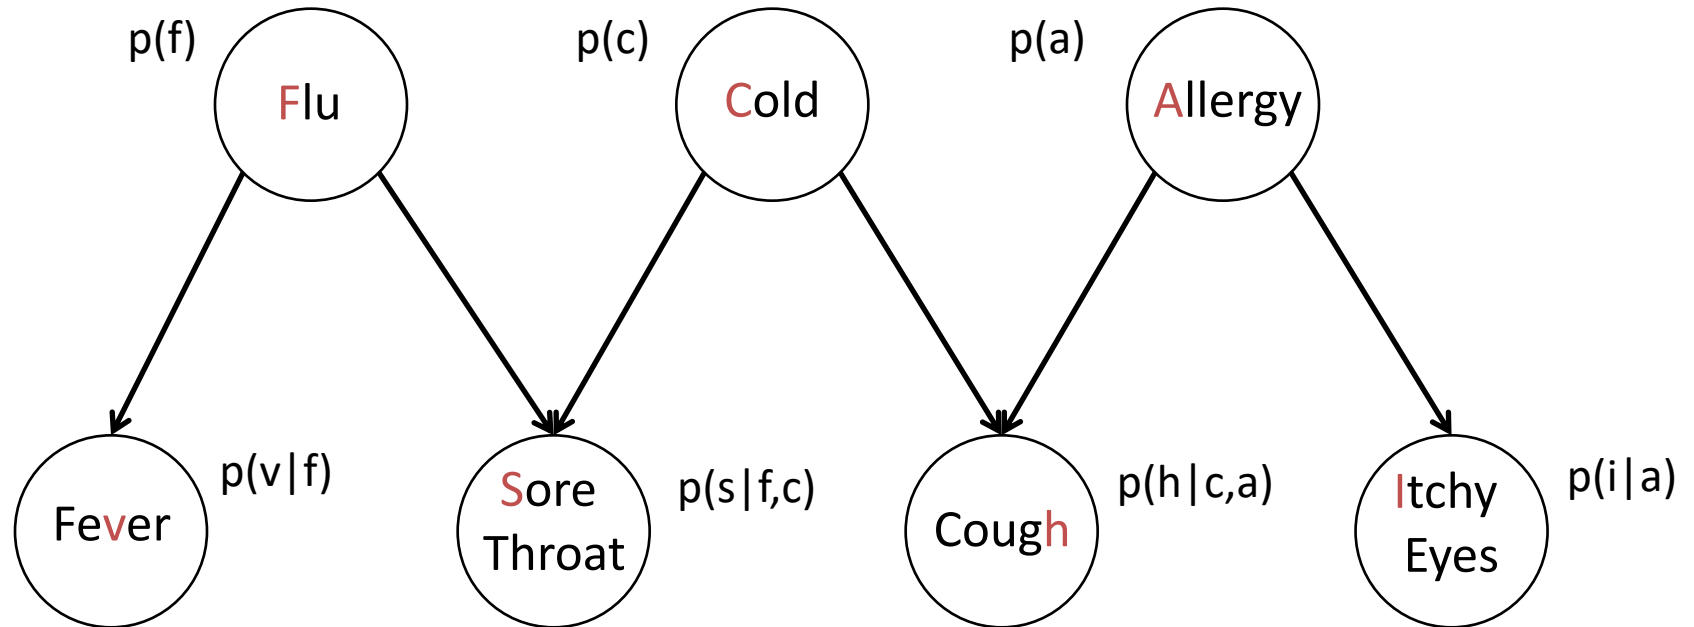 p(f)
p(c)
p(a)
Flu
Cold
Allergy
p(v|f)
p(s|f,c)
p(h|c,a)
p(i|a)
Fever
Sore
Throat
Cough
Itchy
Eyes